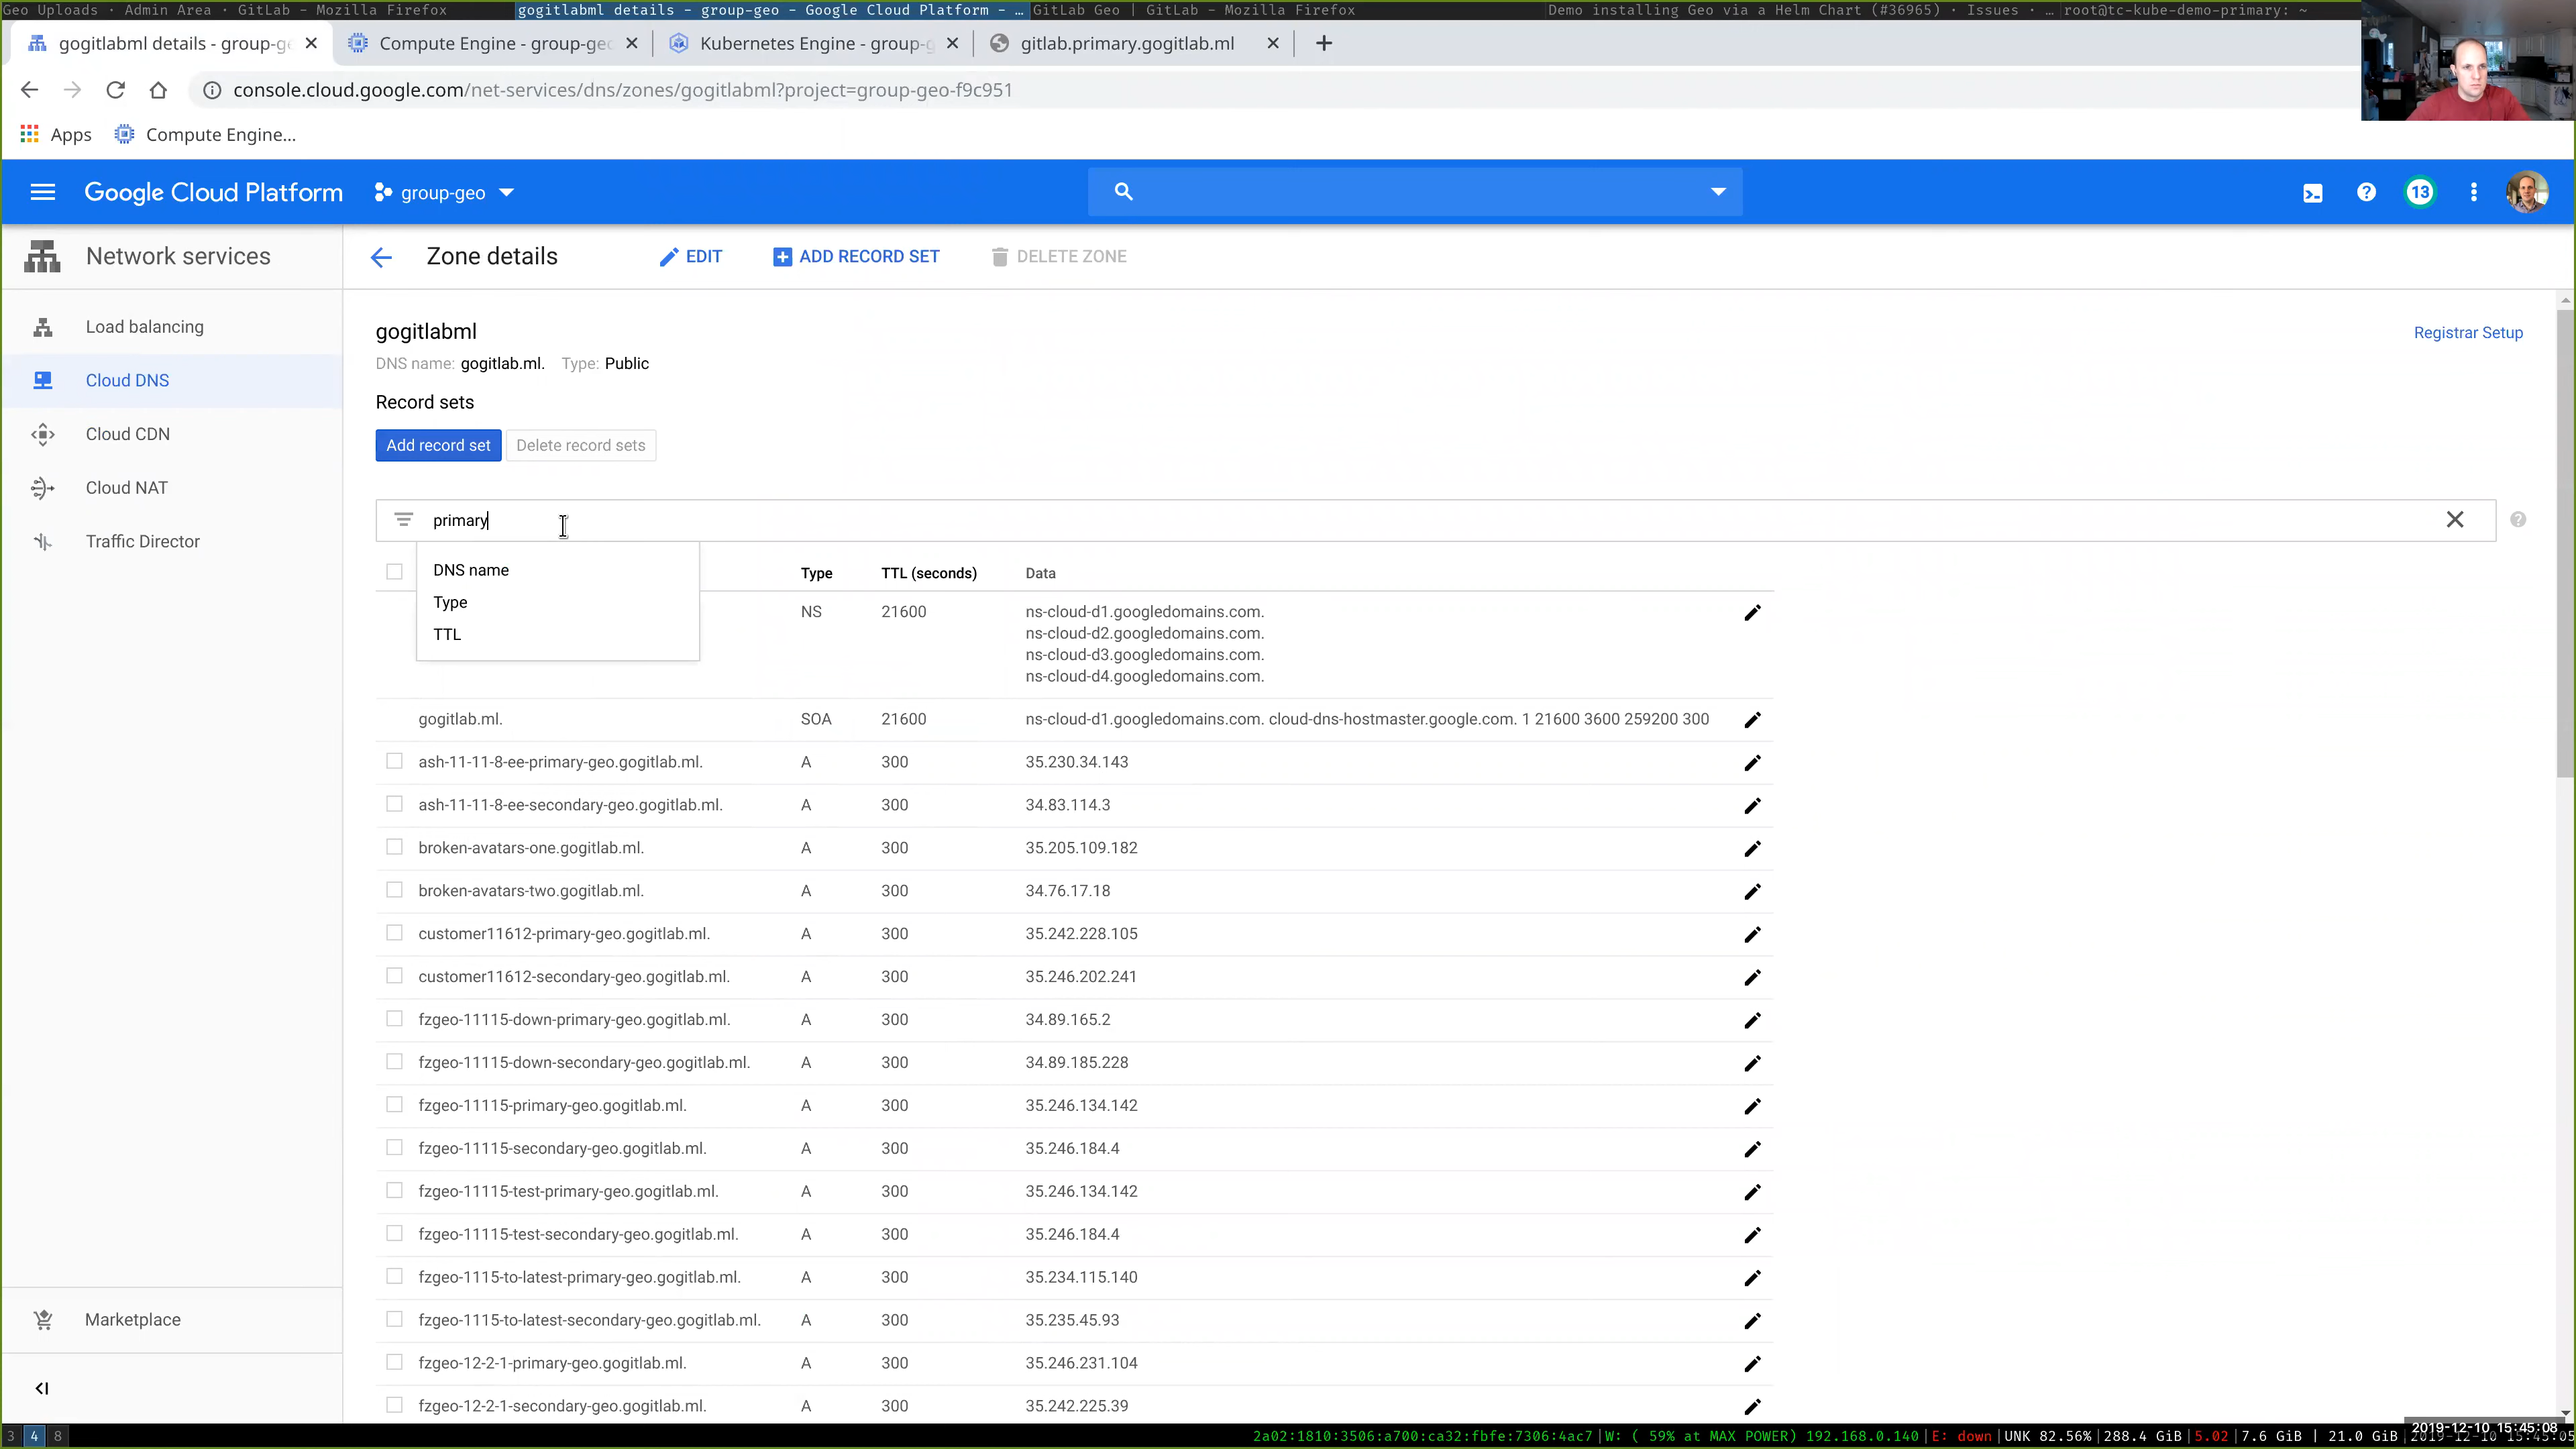 Geo Uploads · Admin Area · GitLab - Mozilla Firefox
gogitlabml details - group-geo - Google Cloud Platform - …
GitLab Geo | GitLab - Mozilla Firefox
Demo installing Geo via a Helm Chart (#36965) · Issues · …
root@tc-kube-demo-primary: ~
gogitlabml details - group-ge
Compute Engine - group-geo
Kubernetes Engine - group-g
gitlab.primary.gogitlab.ml
console.cloud.google.com/net-services/dns/zones/gogitlabml?project=group-geo-f9c951
Apps
Compute Engine...
Google Cloud Platform
group-geo
13
Network services
Zone details
EDIT
ADD RECORD SET
DELETE ZONE
Load balancing
Cloud DNS
Cloud CDN
Cloud NAT
Traffic Director
Marketplace
gogitlabml
Registrar Setup
DNS name: gogitlab.ml. Type: Public
Record sets
Add record set
Delete record sets
primary
DNS name
Type
TTL
Type TTL (seconds) Data
NS 21600 ns-cloud-d1.googledomains.com.
ns-cloud-d2.googledomains.com.
ns-cloud-d3.googledomains.com.
ns-cloud-d4.googledomains.com.
gogitlab.ml. SOA 21600 ns-cloud-d1.googledomains.com. cloud-dns-hostmaster.google.com. 1 21600 3600 259200 300
ash-11-11-8-ee-primary-geo.gogitlab.ml. A 300 35.230.34.143
ash-11-11-8-ee-secondary-geo.gogitlab.ml. A 300 34.83.114.3
broken-avatars-one.gogitlab.ml. A 300 35.205.109.182
broken-avatars-two.gogitlab.ml. A 300 34.76.17.18
customer11612-primary-geo.gogitlab.ml. A 300 35.242.228.105
customer11612-secondary-geo.gogitlab.ml. A 300 35.246.202.241
fzgeo-11115-down-primary-geo.gogitlab.ml. A 300 34.89.165.2
fzgeo-11115-down-secondary-geo.gogitlab.ml. A 300 34.89.185.228
fzgeo-11115-primary-geo.gogitlab.ml. A 300 35.246.134.142
fzgeo-11115-secondary-geo.gogitlab.ml. A 300 35.246.184.4
fzgeo-11115-test-primary-geo.gogitlab.ml. A 300 35.246.134.142
fzgeo-11115-test-secondary-geo.gogitlab.ml. A 300 35.246.184.4
fzgeo-1115-to-latest-primary-geo.gogitlab.ml. A 300 35.234.115.140
fzgeo-1115-to-latest-secondary-geo.gogitlab.ml. A 300 35.235.45.93
fzgeo-12-2-1-primary-geo.gogitlab.ml. A 300 35.246.231.104
fzgeo-12-2-1-secondary-geo.gogitlab.ml. A 300 35.242.225.39
2019-12-10 15:45:08
3 4 8
2a02:1810:3506:a700:ca32:fbfe:7306:4ac7|W: ( 59% at MAX POWER) 192.168.0.140|E: down|UNK 82.56%|288.4 GiB|5.02|7.6 GiB | 21.0 GiB